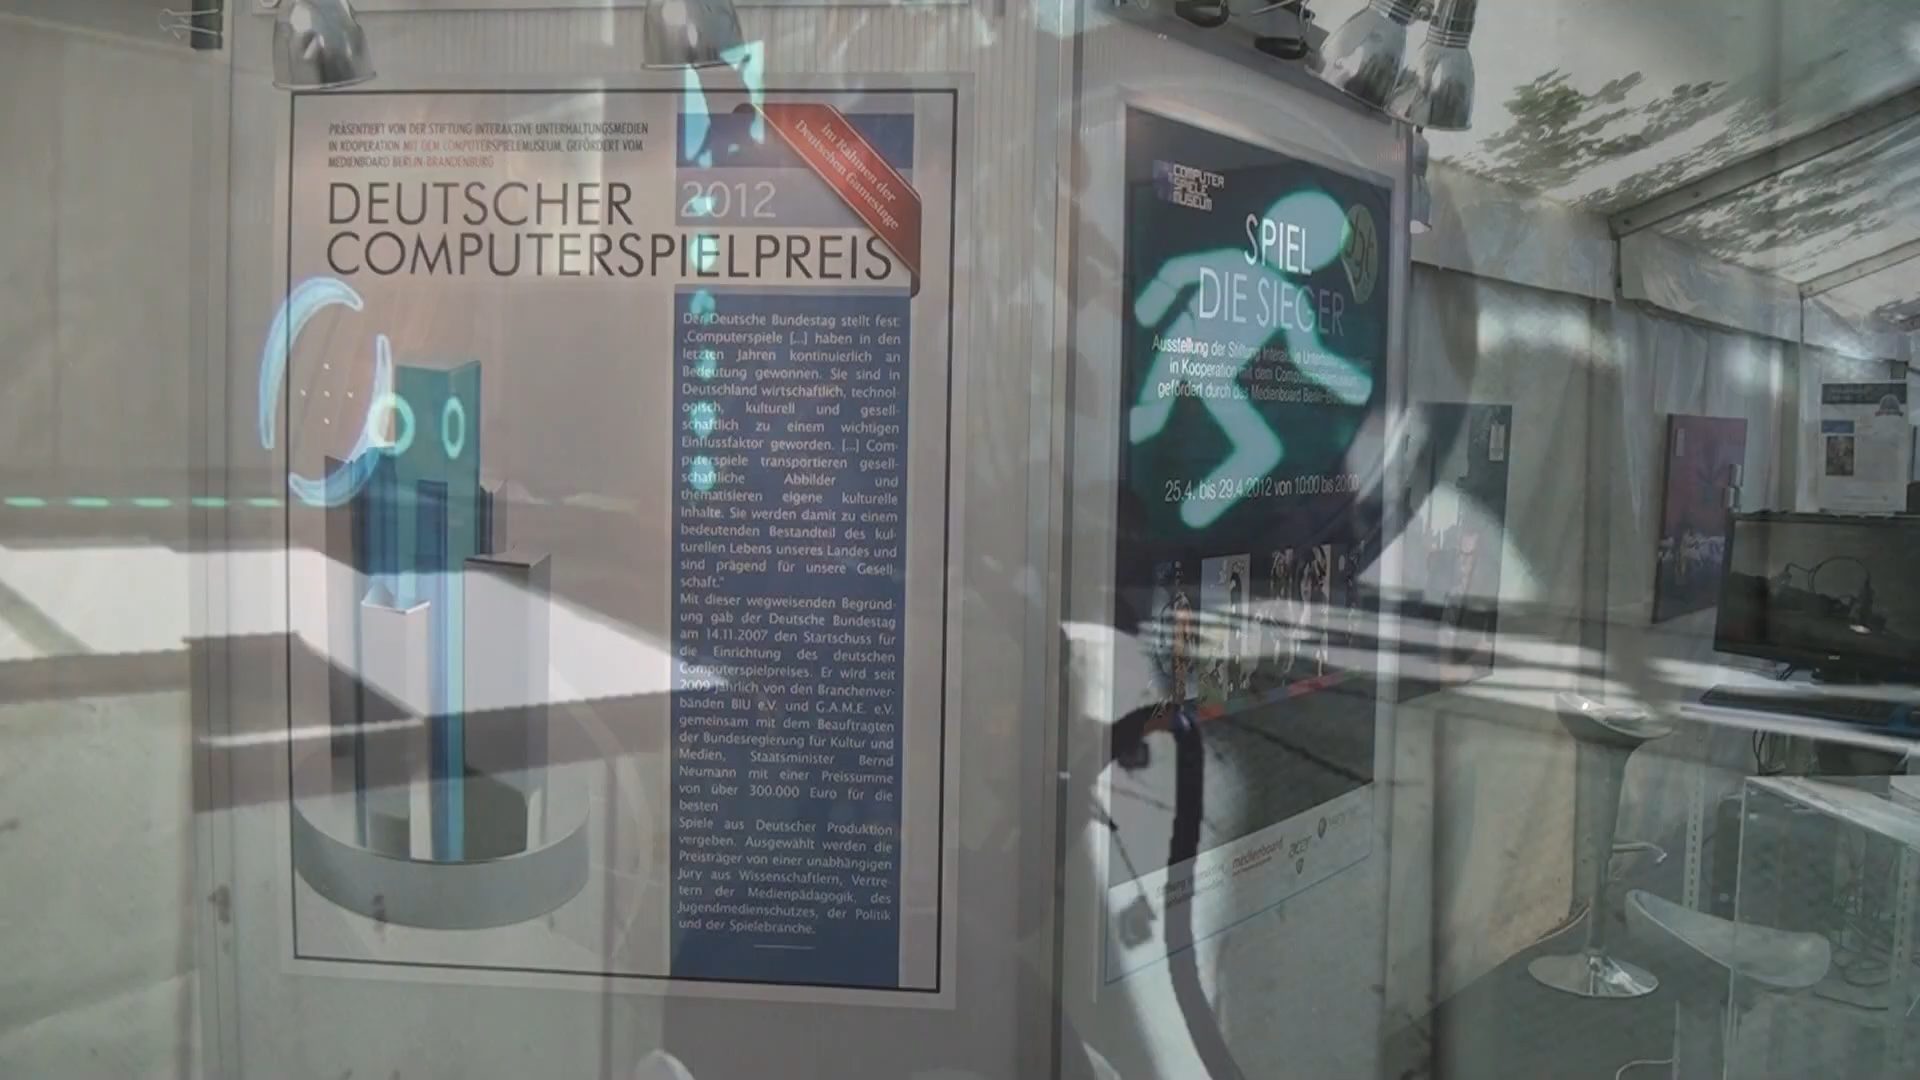 PRÄSENTIERT VON DER STIFTUNG INTERAKTIVE UNTERHALTUNGSMEDIEN
IN KOOPERATION MIT DEM COMPUTERSPIELEMUSEUM, GEFÖRDERT VOM
MEDIENBOARD BERLIN-BRANDENBURG
DEUTSCHER 2012
COMPUTERSPIELPREIS
Im Rahmen der
Deutschen Gamestage
Der Deutsche Bundestag stellt fest:
„Computerspiele [...] haben in den
letzten Jahren kontinuierlich an
Bedeutung gewonnen. Sie sind in
Deutschland wirtschaftlich, technol-
ogisch, kulturell und gesell-
schaftlich zu einem wichtigen
Einflussfaktor geworden. [...] Com-
puterspiele transportieren gesell-
schaftliche Abbilder und
thematisieren eigene kulturelle
Inhalte. Sie werden damit zu einem
bedeutenden Bestandteil des kul-
turellen Lebens unseres Landes und
sind prägend für unsere Gesell-
schaft."
Mit dieser wegweisenden Begründ-
ung gab der Deutsche Bundestag
am 14.11.2007 den Startschuss für
die Einrichtung des deutschen
Computerspielpreises. Er wird seit
2009 jährlich von den Branchenver-
bänden BIU e.V. und G.A.M.E. e.V.
gemeinsam mit dem Beauftragten
der Bundesregierung für Kultur und
Medien, Staatsminister Bernd
Neumann mit einer Preissumme
von über 300.000 Euro für die
besten
Spiele aus Deutscher Produktion
vergeben. Ausgewählt werden die
Preisträger von einer unabhängigen
Jury aus Wissenschaftlern, Vertre-
tern der Medienpädagogik, des
Jugendmedienschutzes, der Politik
und der Spielebranche.
COMPUTER
SPIELE
MUSEUM
SPIEL
DIE SIEGER
Ausstellung der Stiftung Interaktive
in Kooperation mit dem
gefördert durch das Medienboard
25.4. bis 29.4.2012 von 10:00 bis 20:00
medienboard
acer